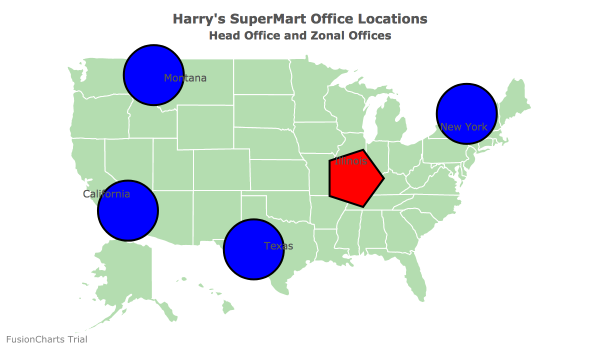 Harry's SuperMart Office Locations
Head Office and Zonal Offices
Montana
New York
Illinois
California
Texas
FusionCharts Trial